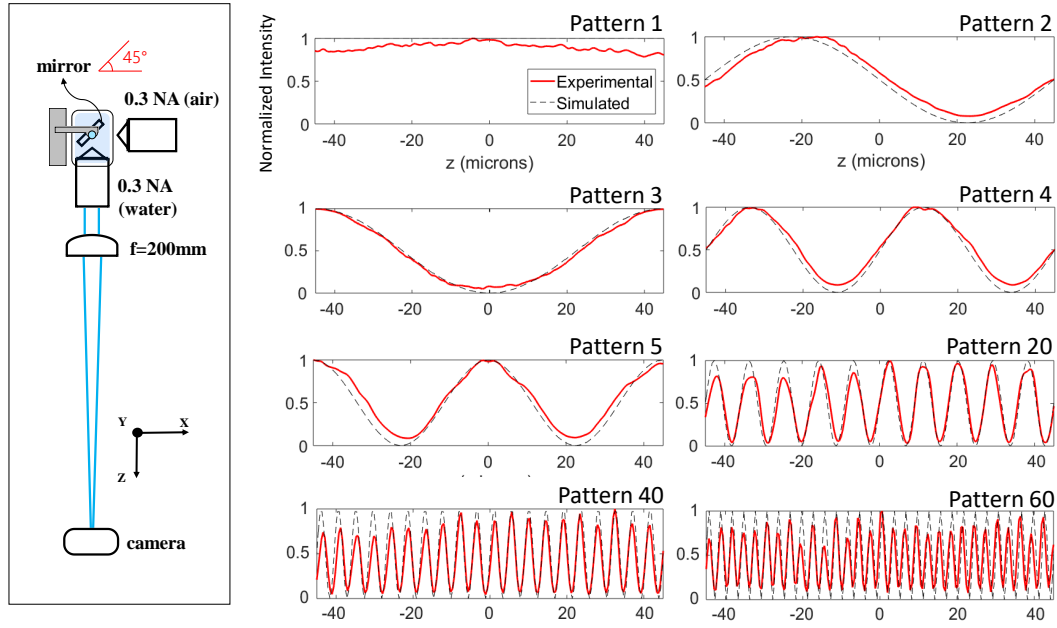 45°
mirror
0.3 NA (air)
0.3 NA
(water)
f=200mm
Y
X
Z
camera
Normalized Intensity
Pattern 1
1
0.5
0
-40
-20
0
20
40
z (microns)
Experimental
Simulated
Pattern 2
1
0.5
0
-40
-20
0
20
40
z (microns)
Pattern 3
1
0.5
0
-40
-20
0
20
40
Pattern 4
1
0.5
0
-40
-20
0
20
40
Pattern 5
1
0.5
0
-40
-20
0
20
40
Pattern 20
1
0.5
0
-40
-20
0
20
40
Pattern 40
1
0.5
0
-40
-20
0
20
40
Pattern 60
1
0.5
0
-40
-20
0
20
40